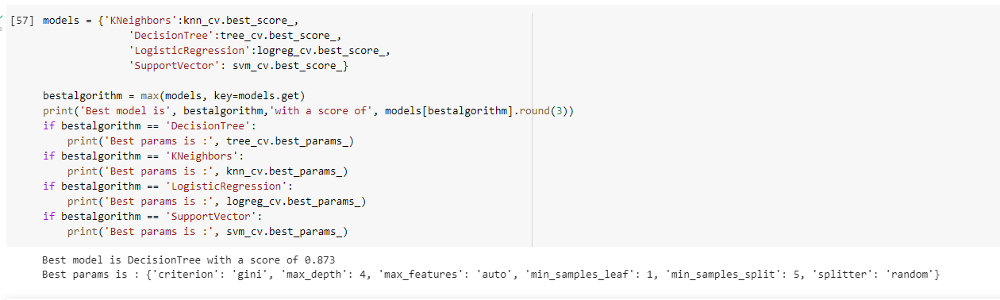 [57] models = {'KNeighbors':knn_cv.best_score_,
'DecisionTree':tree_cv.best_score_,
'LogisticRegression':logreg_cv.best_score_,
'SupportVector': svm_cv.best_score_}
bestalgorithm = max(models, key=models.get)
print('Best model is', bestalgorithm,'with a score of', models[bestalgorithm].round(3))
if bestalgorithm == 'DecisionTree':
print('Best params is :', tree_cv.best_params_)
if bestalgorithm == 'KNeighbors':
print('Best params is :', knn_cv.best_params_)
if bestalgorithm == 'LogisticRegression':
print('Best params is :', logreg_cv.best_params_)
if bestalgorithm == 'SupportVector':
print('Best params is :', svm_cv.best_params_)
Best model is DecisionTree with a score of 0.873
Best params is : {'criterion': 'gini', 'max_depth': 4, 'max_features': 'auto', 'min_samples_leaf': 1, 'min_samples_split': 5, 'splitter': 'random'}